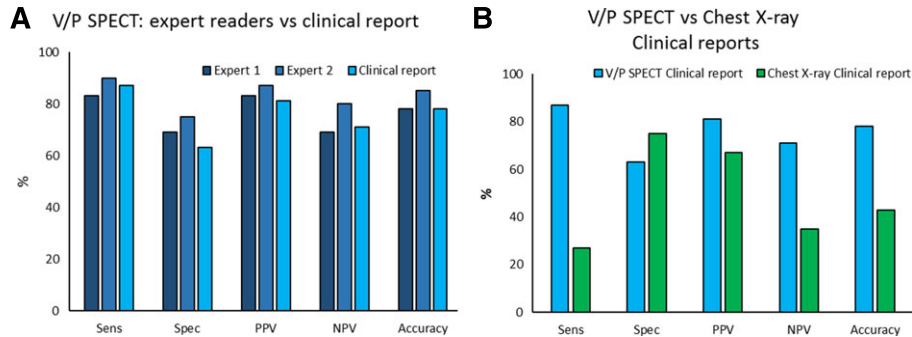 A
V/P SPECT: expert readers vs clinical report
Expert 1 Expert 2 Clinical report
100
80
60
40
20
0
%
Sens Spec PPV NPV Accuracy
B
V/P SPECT vs Chest X-ray
Clinical reports
V/P SPECT Clinical report Chest X-ray Clinical report
100
80
60
40
20
0
%
Sens Spec PPV NPV Accuracy